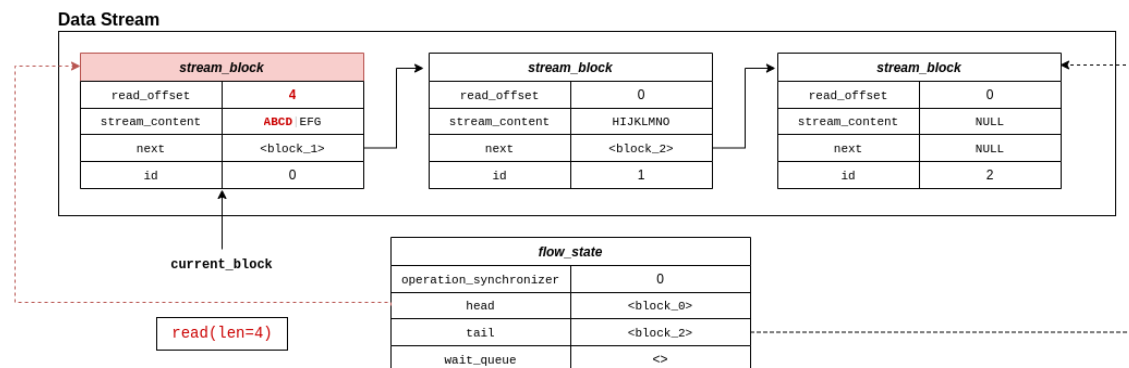 Data Stream
stream_block stream_block stream_block
read_offset 4 read_offset 0 read_offset 0
stream_content ABCD|EFG stream_content HIJKLMNO stream_content NULL
next <block_1> next <block_2> next NULL
id 0 id 1 id 2
current_block
flow_state
operation_synchronizer 0
head <block_0>
read(len=4)
tail <block_2>
wait_queue <>